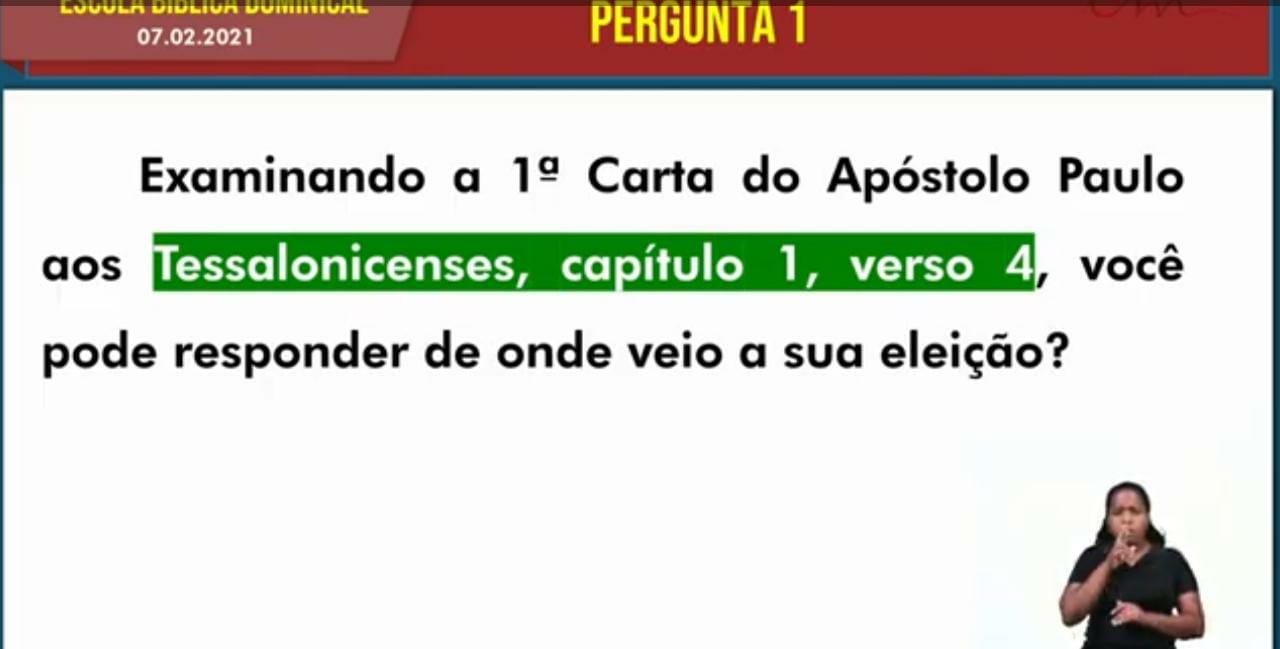 ESCOLA BÍBLICA DOMINICAL
07.02.2021
PERGUNTA 1
Examinando a 1ª Carta do Apóstolo Paulo
aos Tessalonicenses, capítulo 1, verso 4, você
pode responder de onde veio a sua eleição?